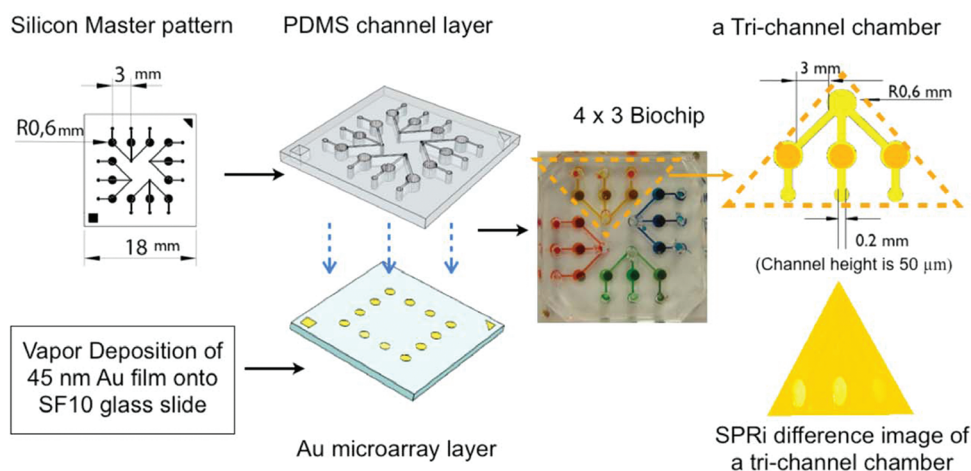 Silicon Master pattern
3 mm
R0,6mm
18 mm
PDMS channel layer
4 x 3 Biochip
a Tri-channel chamber
3 mm
R0,6 mm
0.2 mm
(Channel height is 50 μm)
Vapor Deposition of
45 nm Au film onto
SF10 glass slide
Au microarray layer
SPRi difference image of
a tri-channel chamber